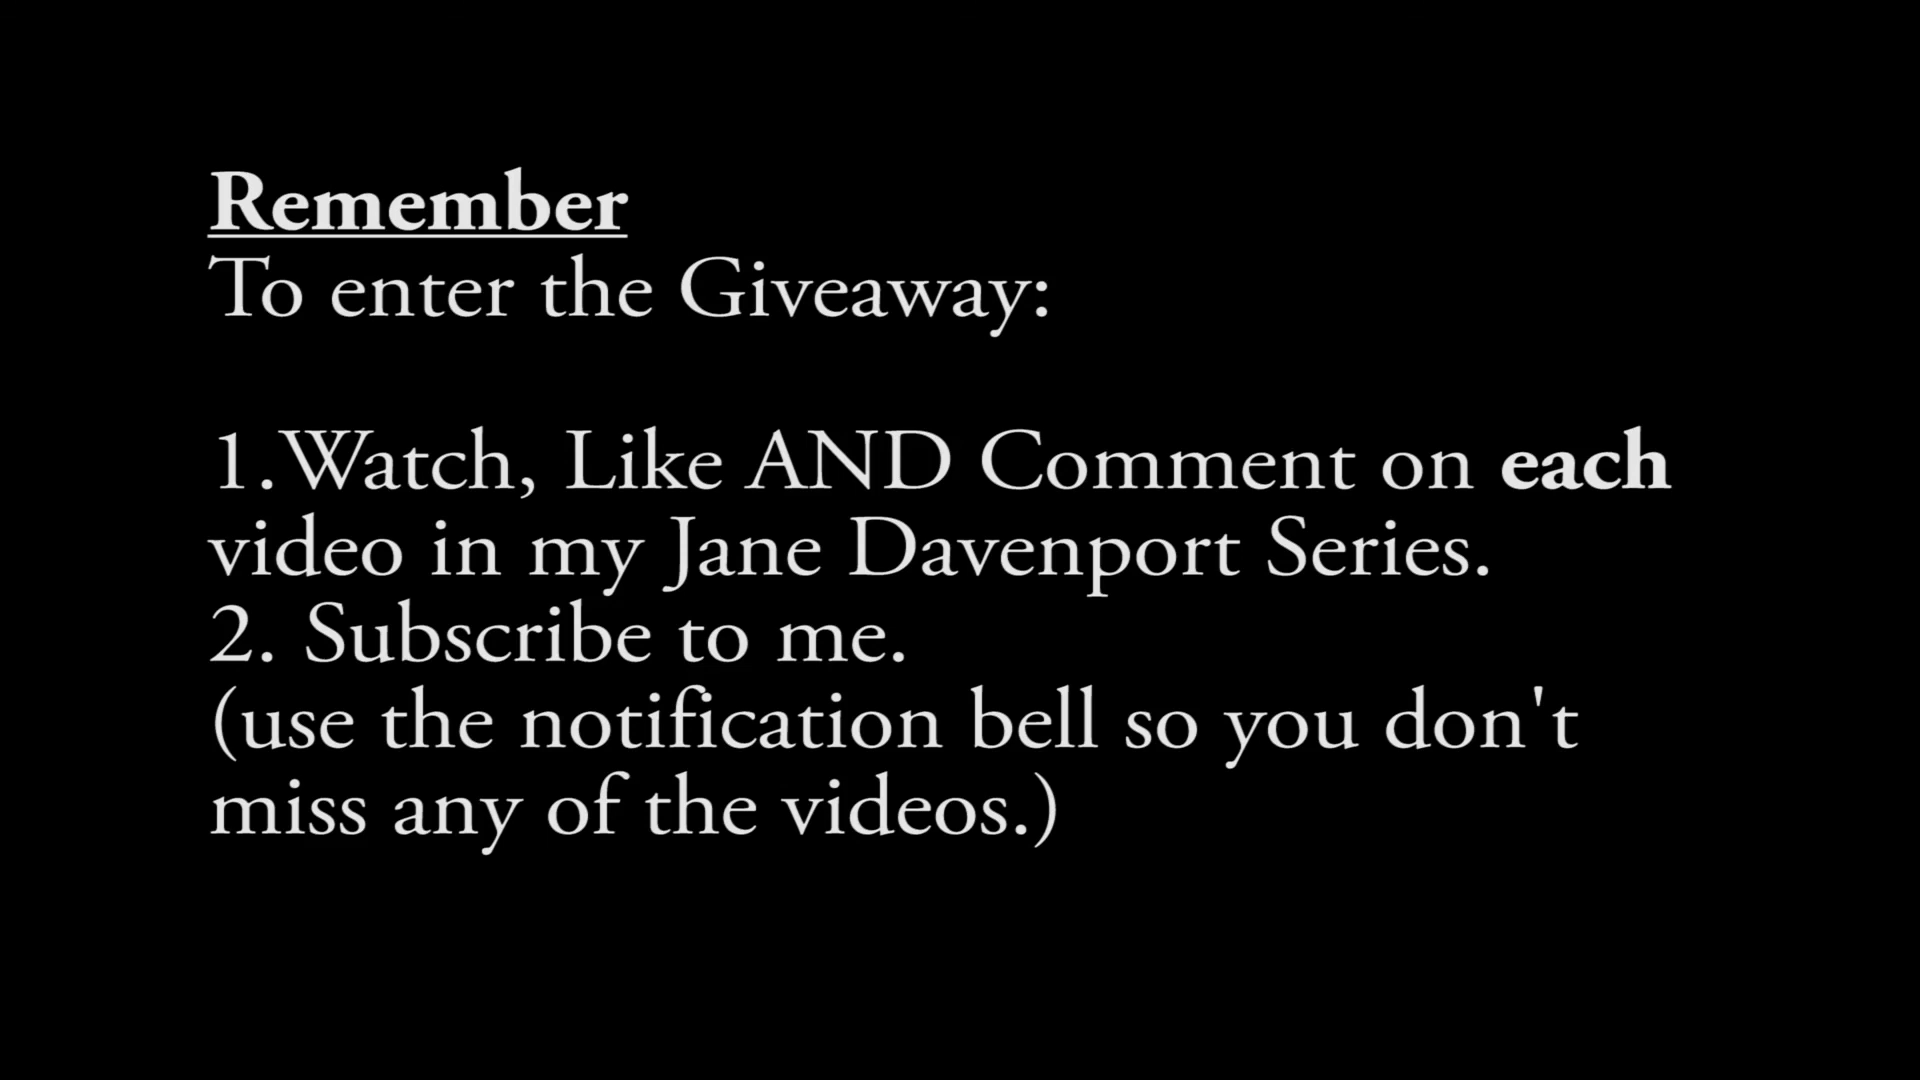 Remember
To enter the Giveaway:
1.Watch, Like AND Comment on each
video in my Jane Davenport Series.
2. Subscribe to me.
(use the notification bell so you don't
miss any of the videos.)